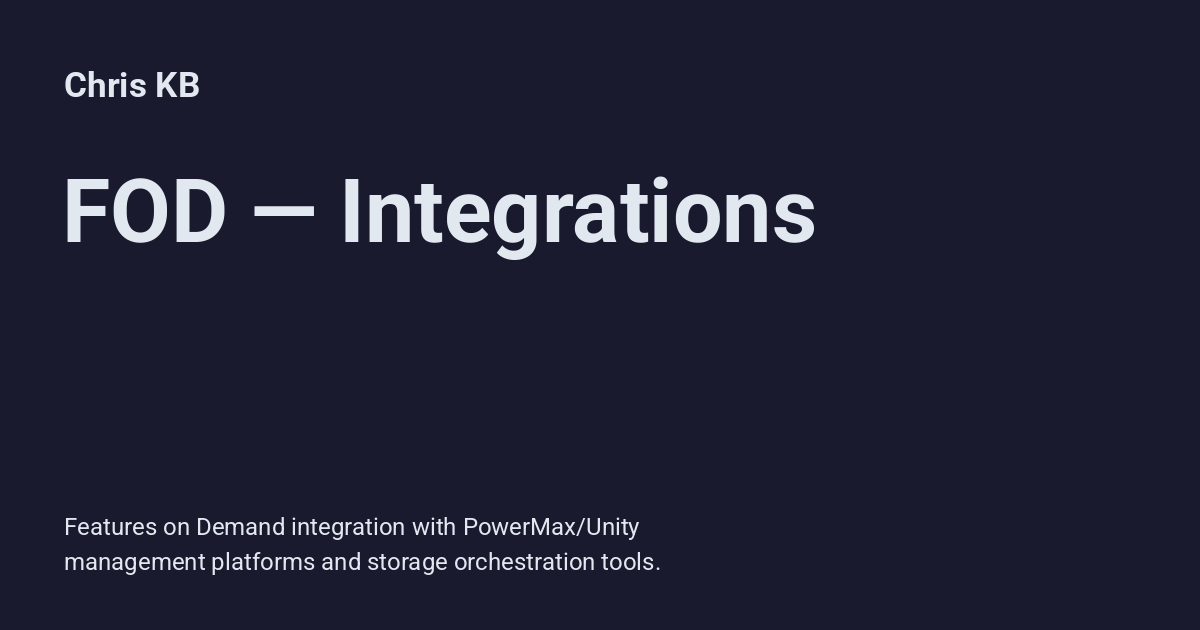 Chris KB
FOD — Integrations
Features on Demand integration with PowerMax/Unity
management platforms and storage orchestration tools.